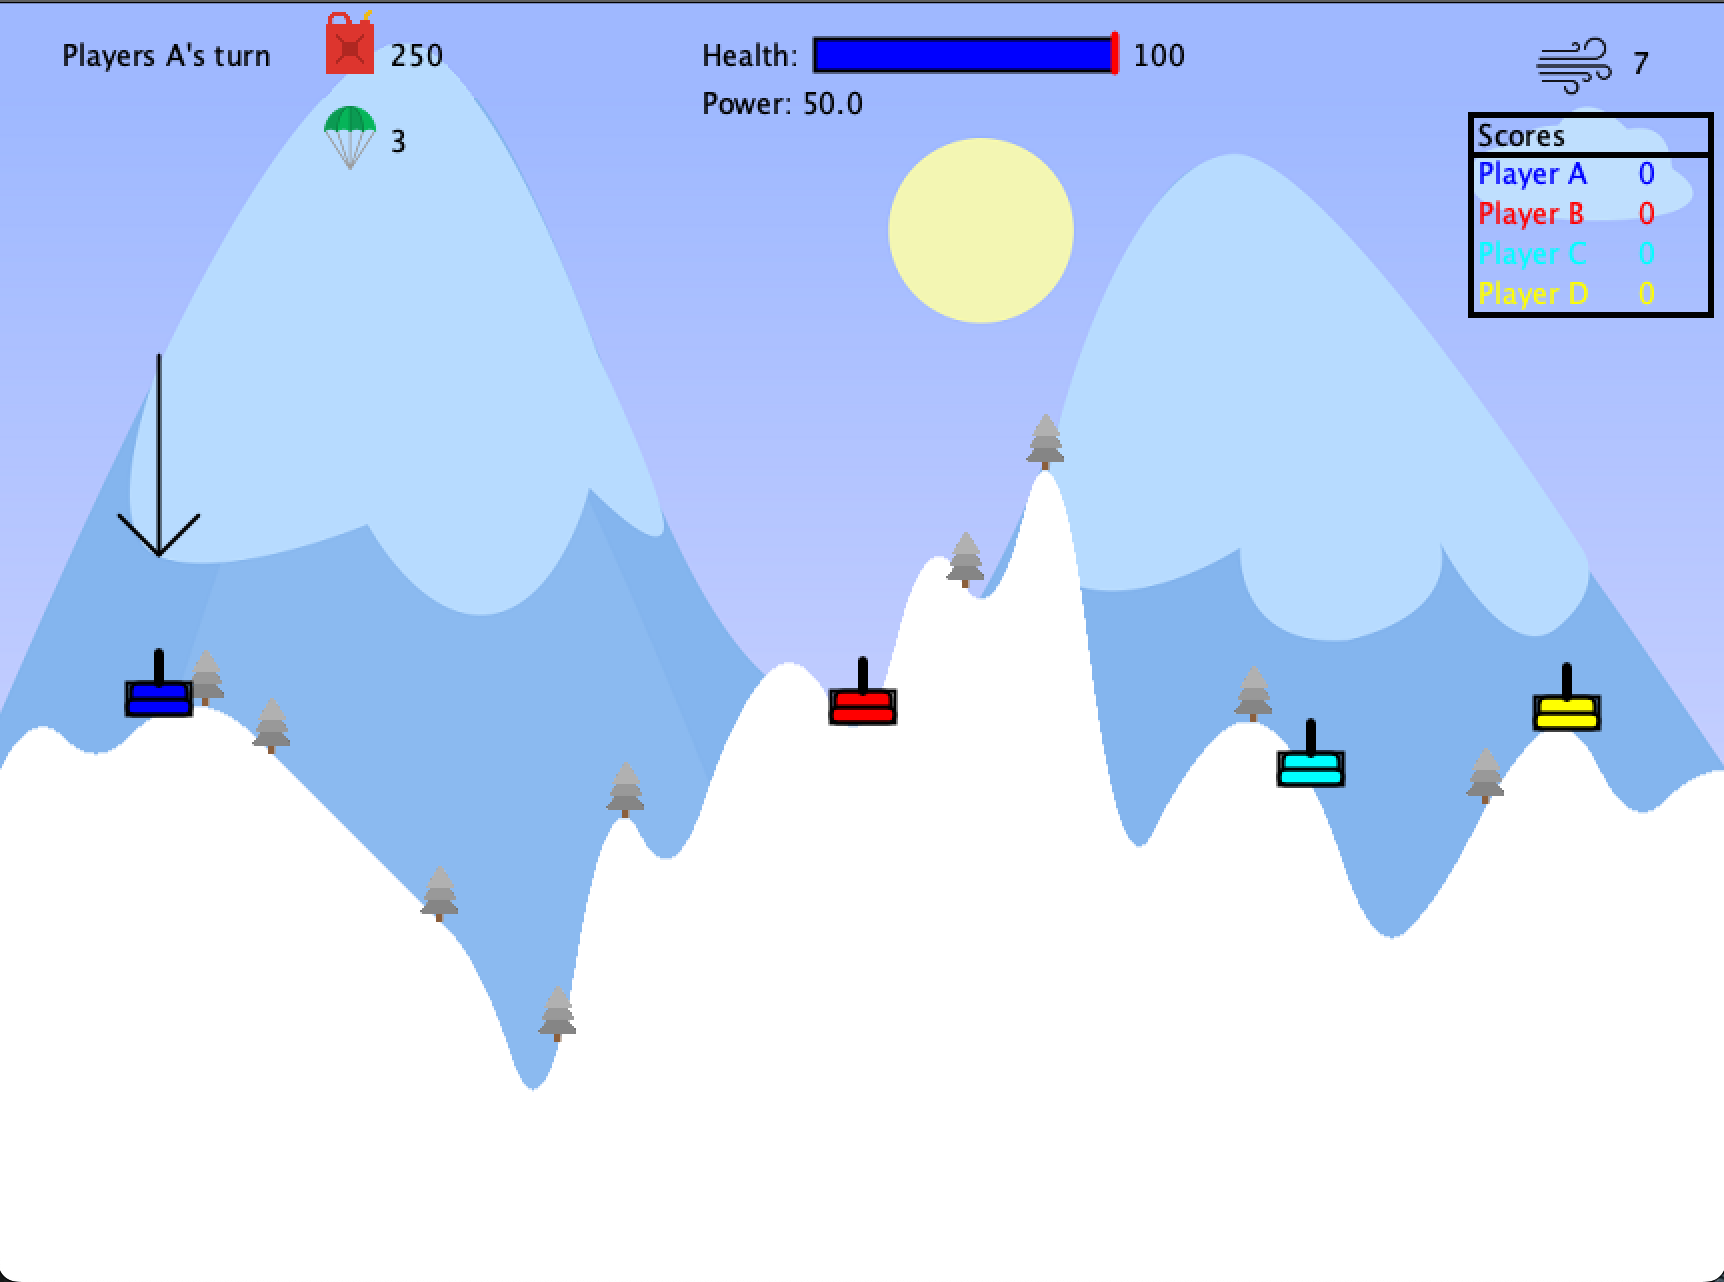 Players A's turn
250
3
Health:
100
Power: 50.0
7
Scores
Player A 0
Player B 0
Player C 0
Player D 0